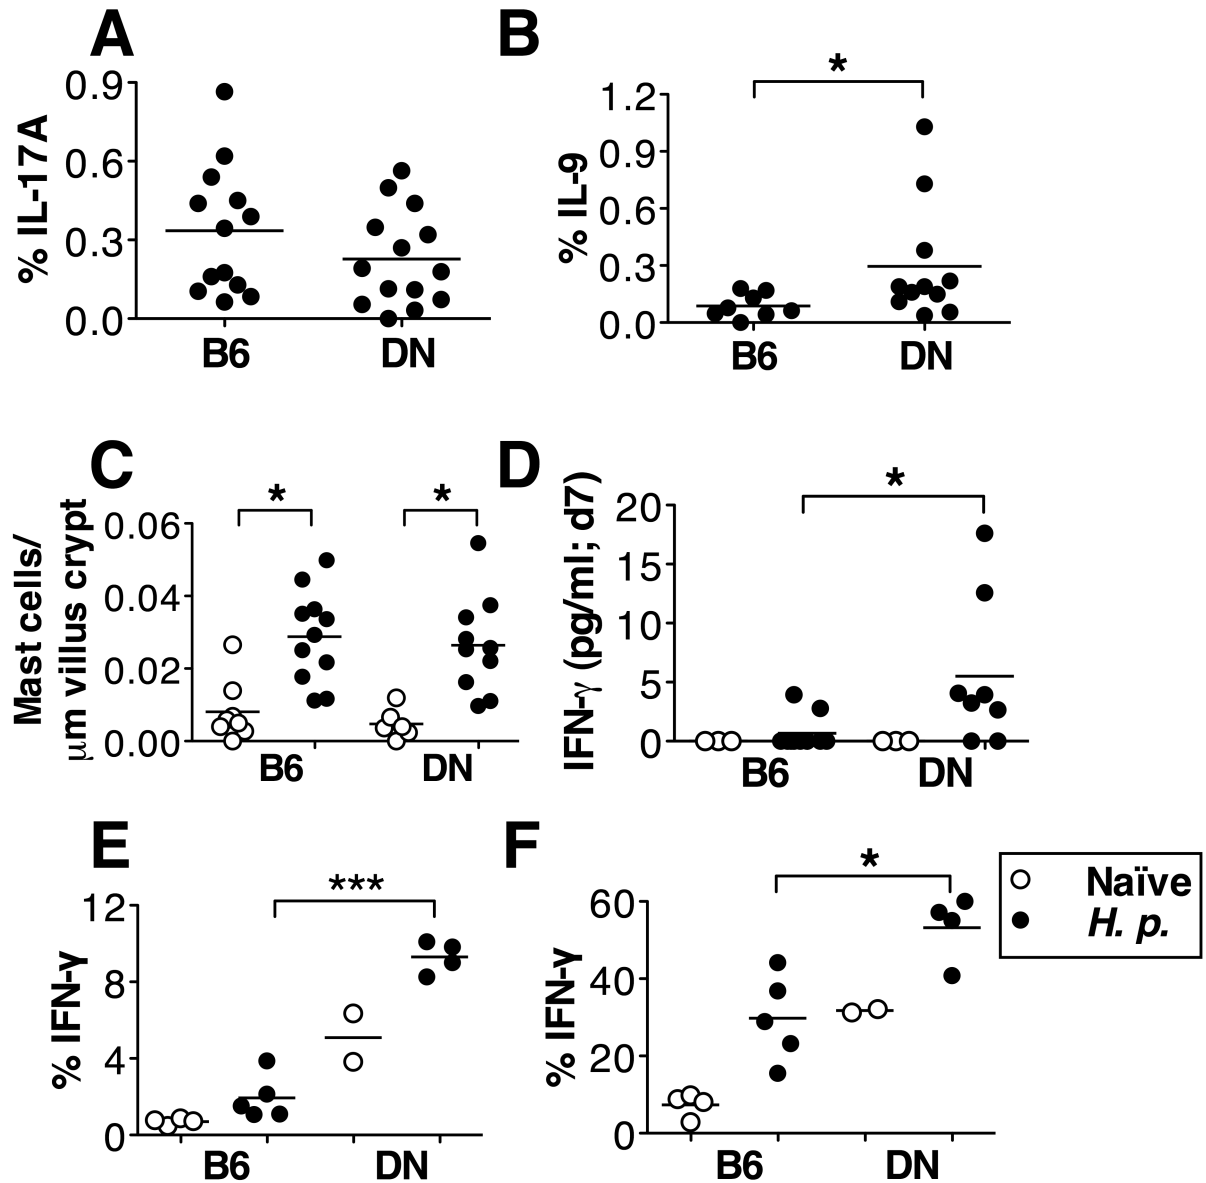 A
% IL-17A
0.9
0.6
0.3
0.0
B6
DN
B
*
% IL-9
1.2
0.9
0.6
0.3
0.0
B6
DN
C
*
*
Mast cells/
μm villus crypt
0.06
0.04
0.02
0.00
B6
DN
D
*
IFN-γ (pg/ml; d7)
20
15
10
5
0
B6
DN
E
***
% IFN-γ
12
8
4
0
B6
DN
F
*
% IFN-γ
60
40
20
0
B6
DN
Naïve
H. p.